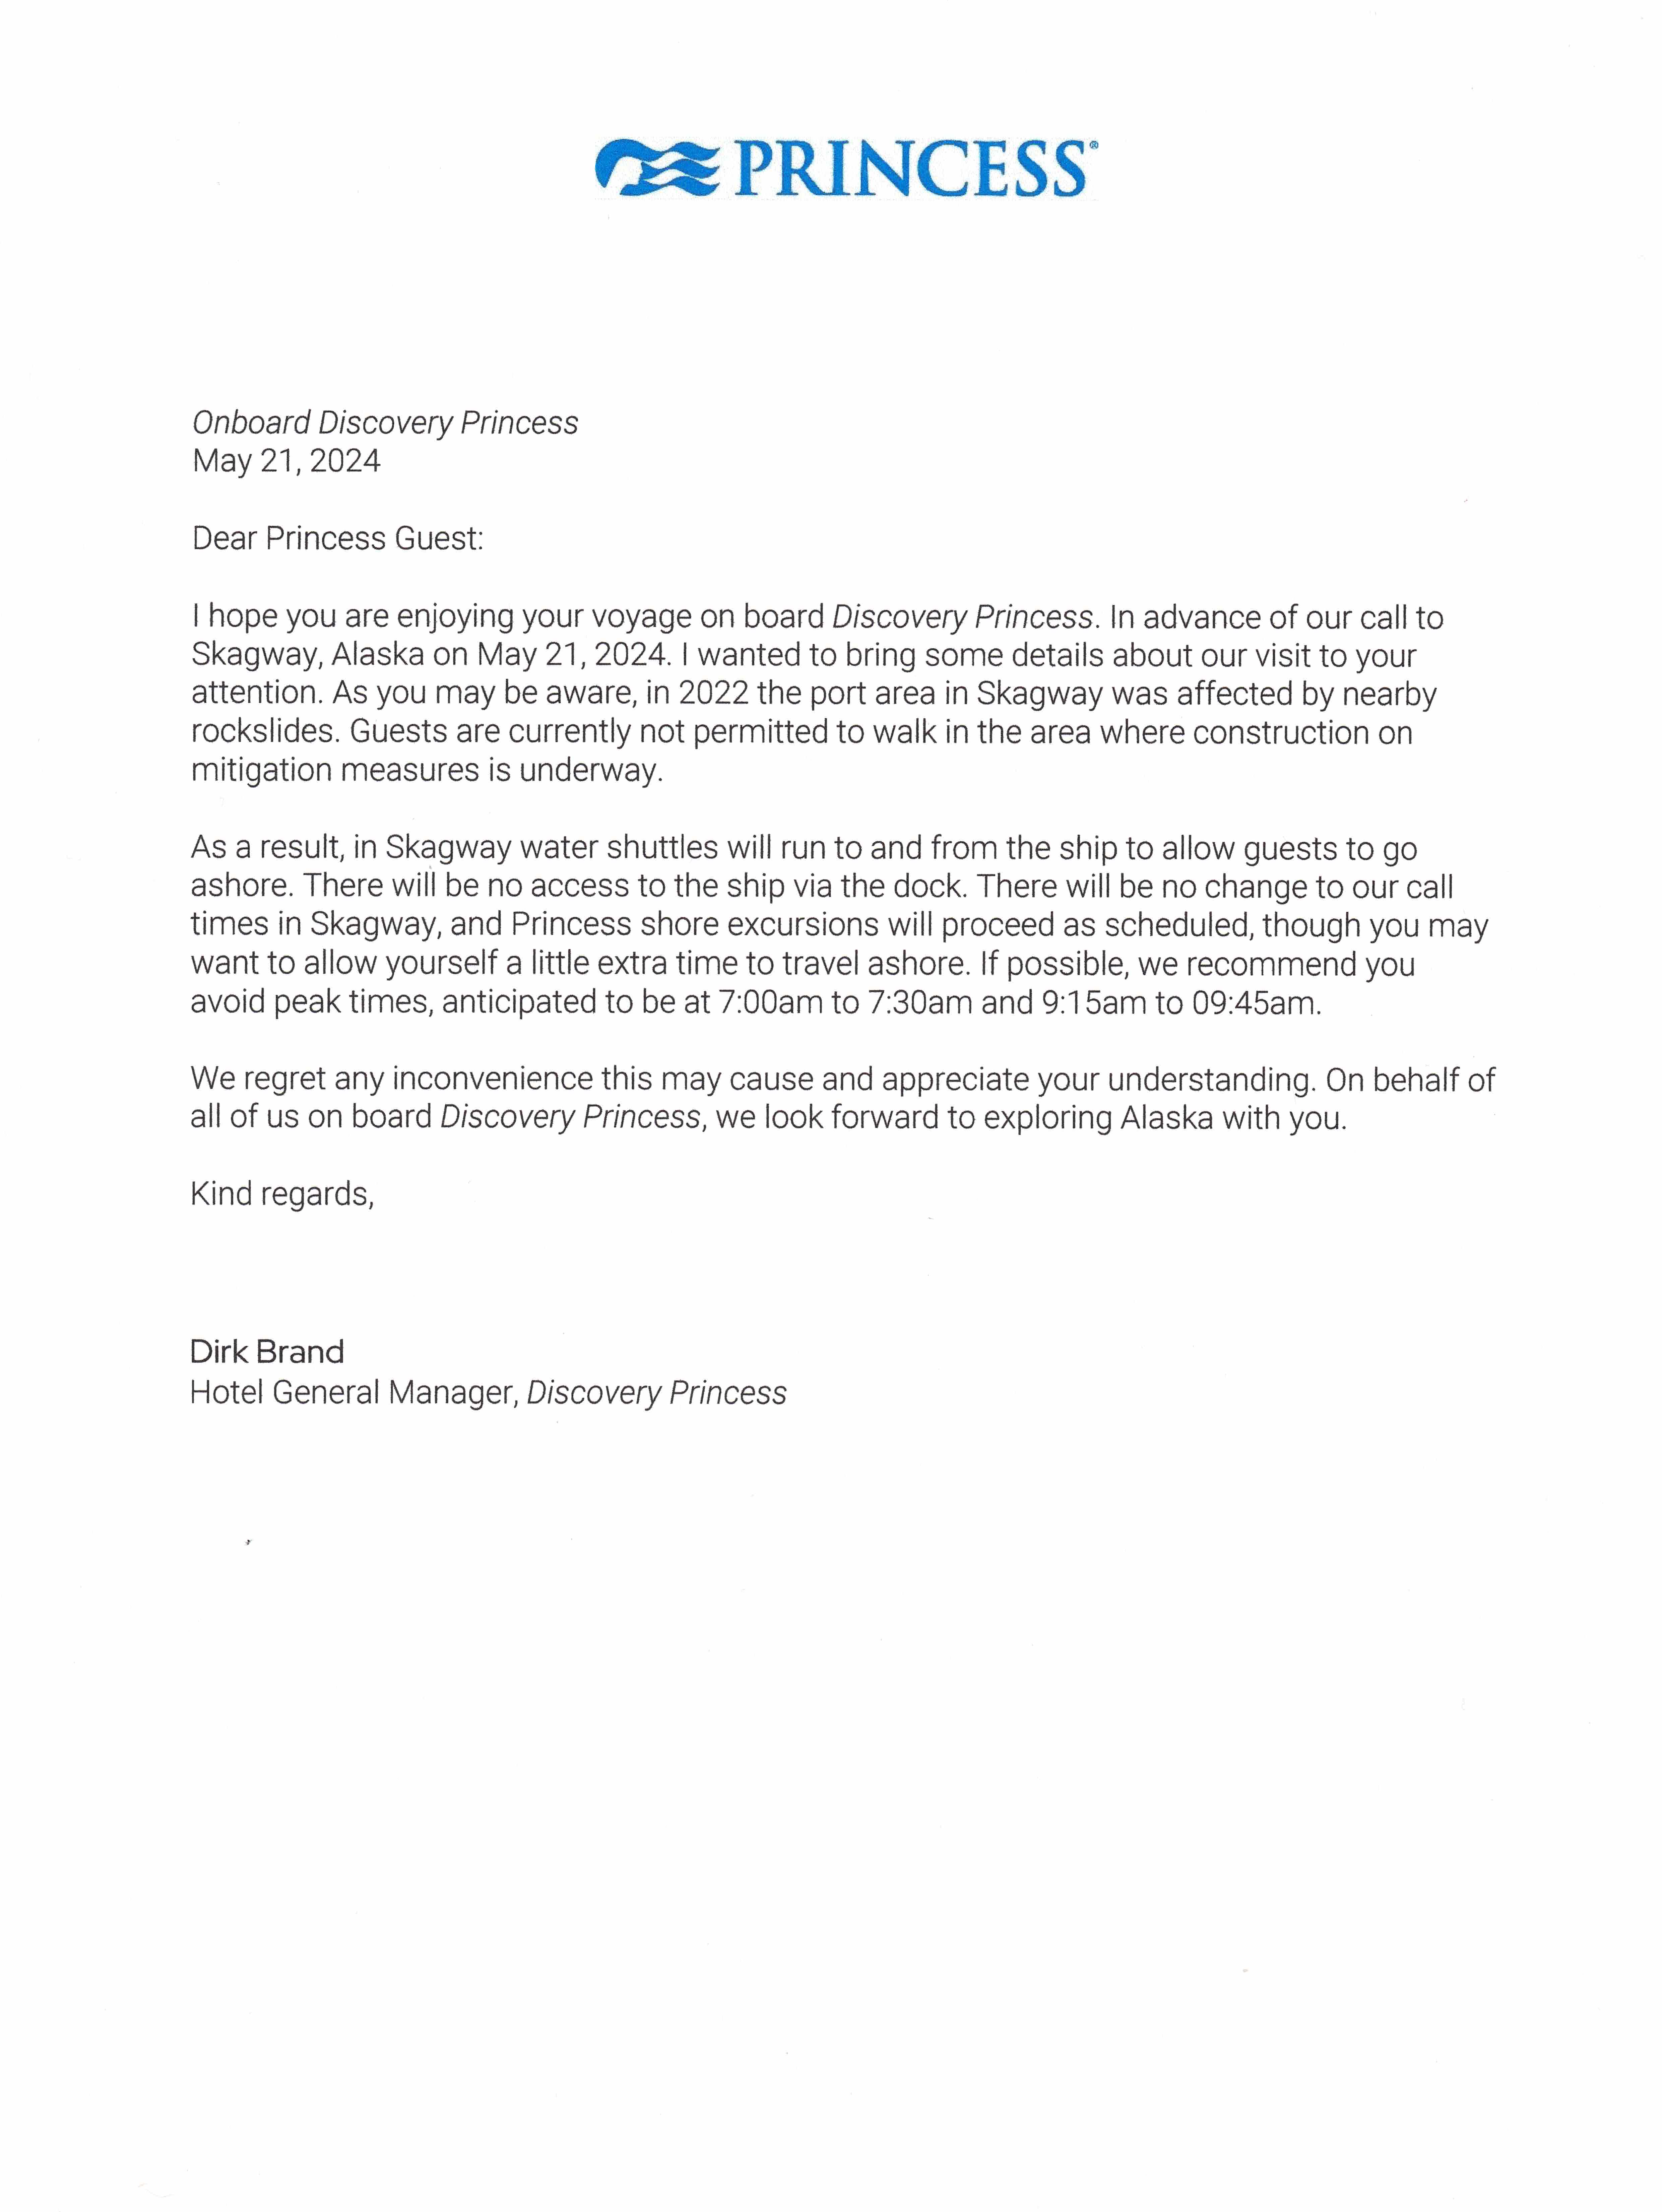 PRINCESS®
Onboard Discovery Princess
May 21, 2024
Dear Princess Guest:
I hope you are enjoying your voyage on board Discovery Princess. In advance of our call to
Skagway, Alaska on May 21, 2024. I wanted to bring some details about our visit to your
attention. As you may be aware, in 2022 the port area in Skagway was affected by nearby
rockslides. Guests are currently not permitted to walk in the area where construction on
mitigation measures is underway.
As a result, in Skagway water shuttles will run to and from the ship to allow guests to go
ashore. There will be no access to the ship via the dock. There will be no change to our call
times in Skagway, and Princess shore excursions will proceed as scheduled, though you may
want to allow yourself a little extra time to travel ashore. If possible, we recommend you
avoid peak times, anticipated to be at 7:00am to 7:30am and 9:15am to 09:45am.
We regret any inconvenience this may cause and appreciate your understanding. On behalf of
all of us on board Discovery Princess, we look forward to exploring Alaska with you.
Kind regards,
Dirk Brand
Hotel General Manager, Discovery Princess